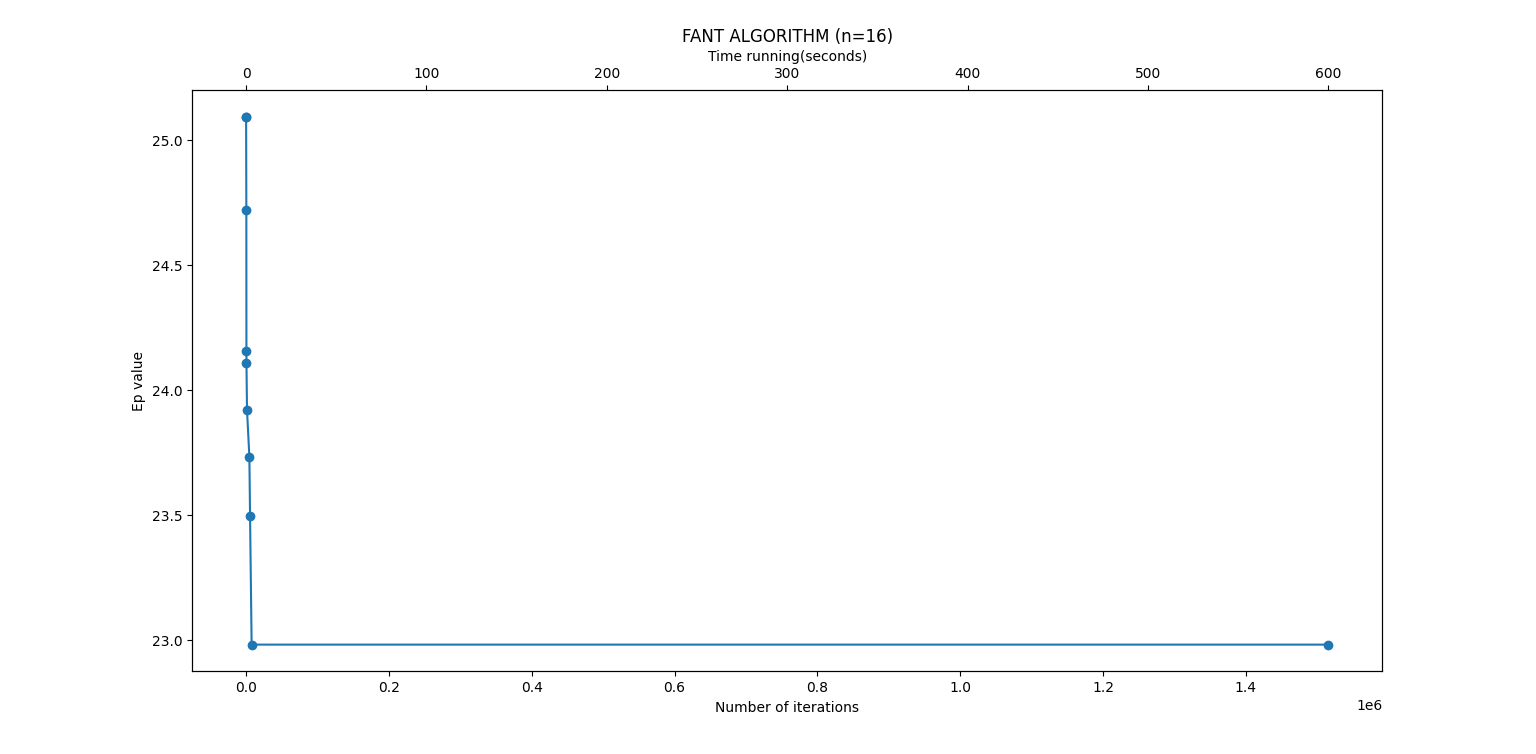 FANT ALGORITHM (n=16)
Time running(seconds)
0 100 200 300 400 500 600
25.0
24.5
24.0
23.5
23.0
Ep value
0.0 0.2 0.4 0.6 0.8 1.0 1.2 1.4
1e6
Number of iterations